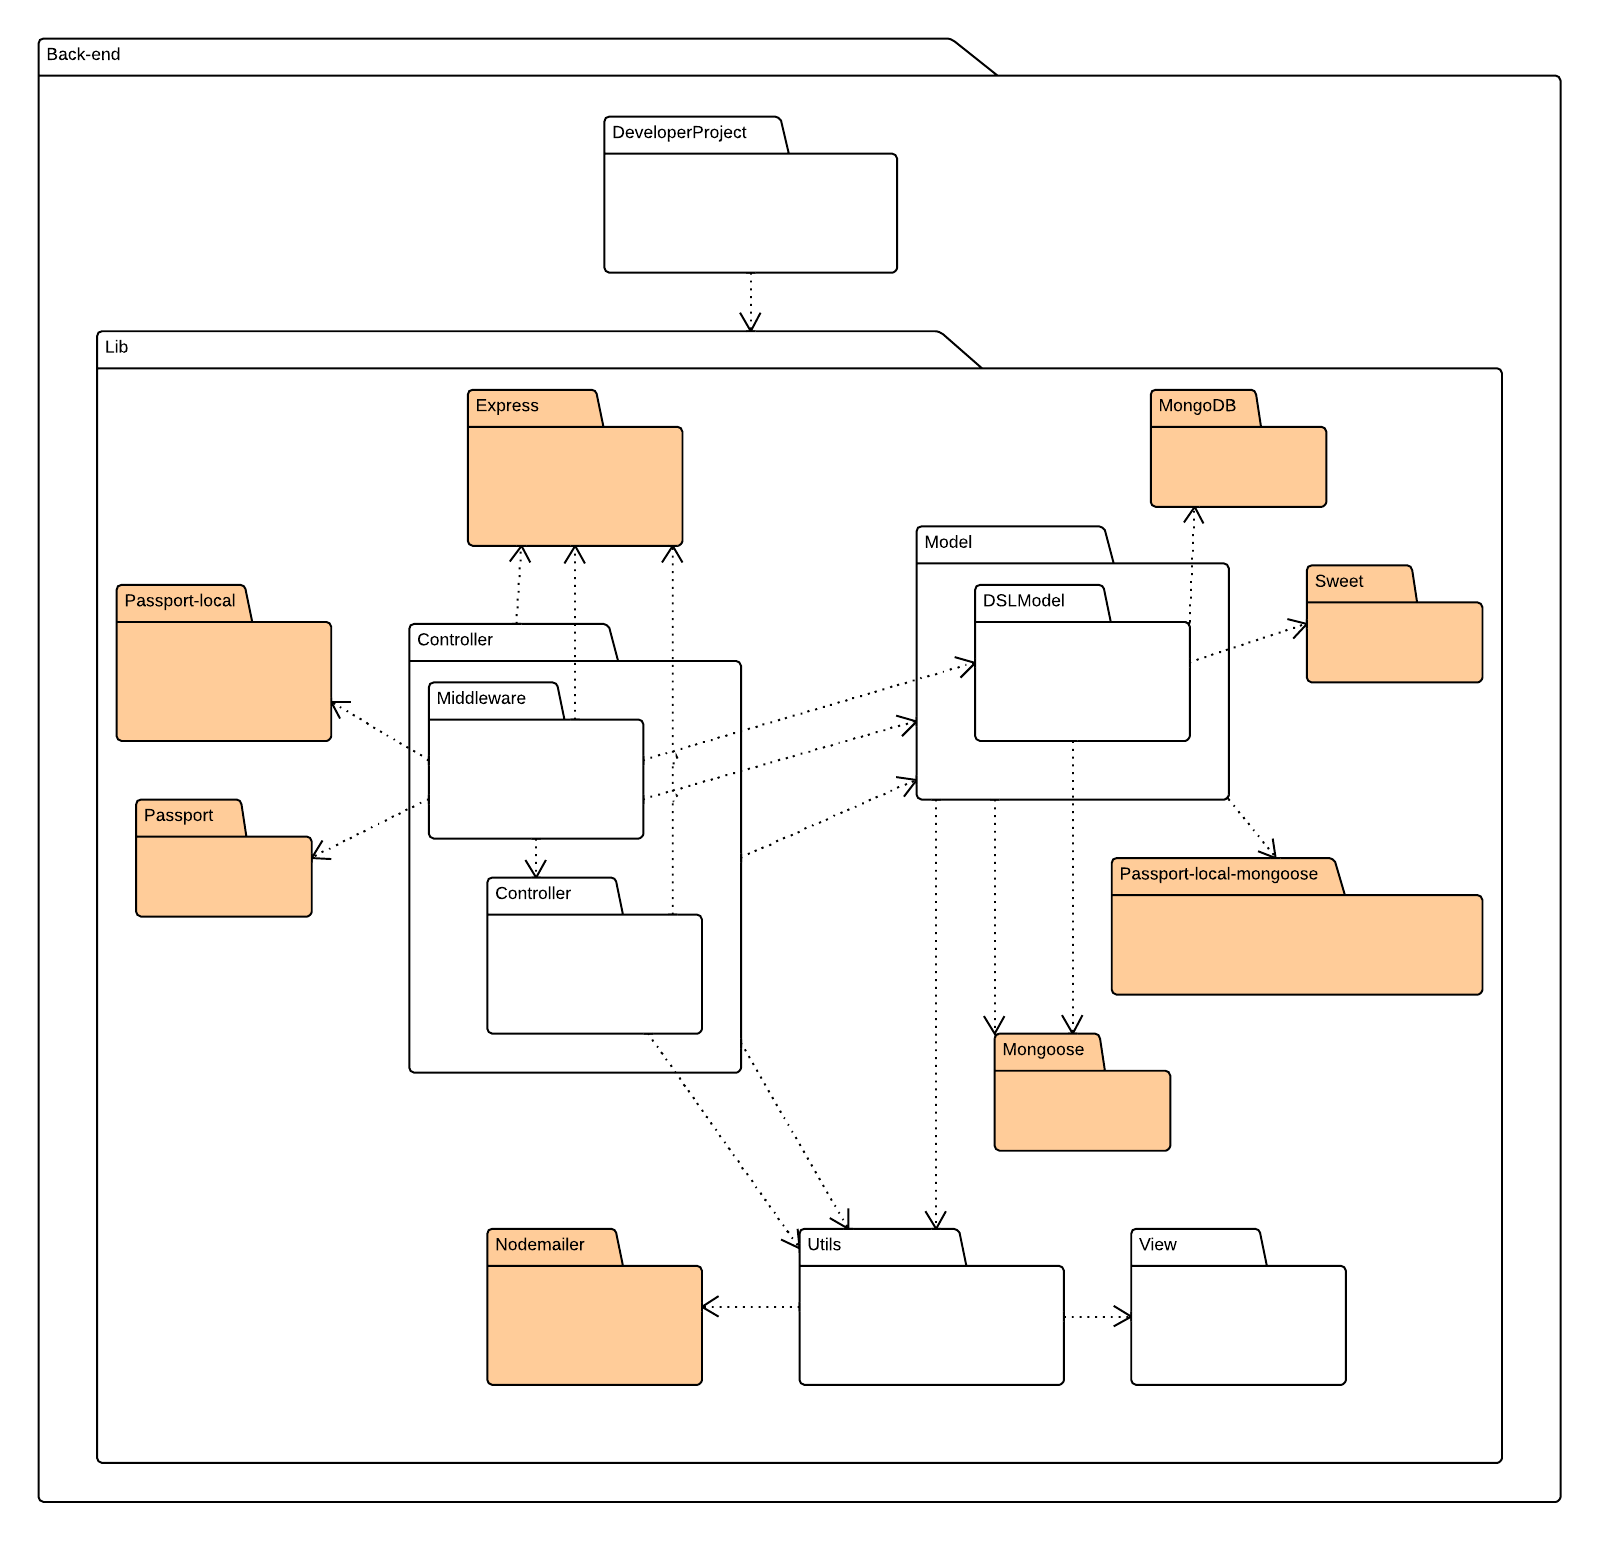 Back-end
DeveloperProject
Lib
Express
MongoDB
Model
Sweet
Passport-local
DSLModel
Controller
Middleware
Passport
Passport-local-mongoose
Controller
Mongoose
Nodemailer
Utils
View